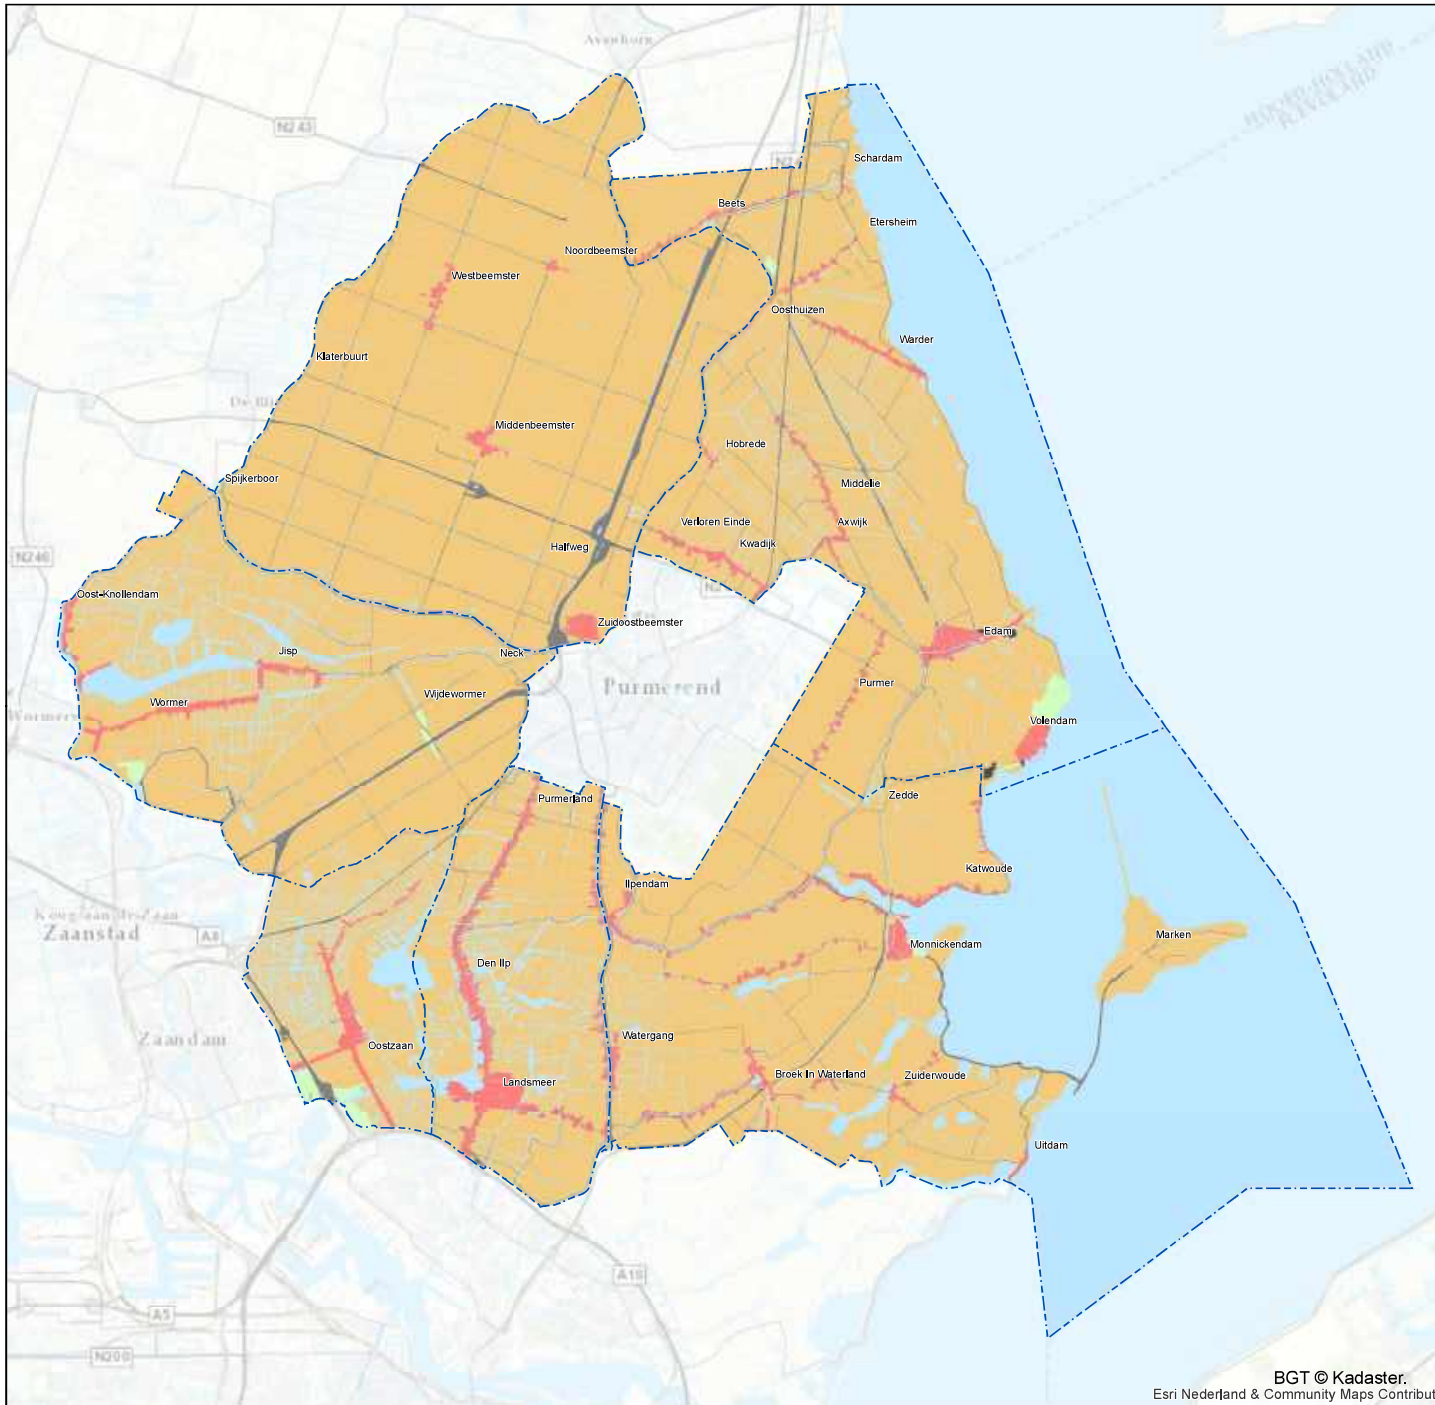 Avenhorn
NOORD-HOLLAND
FLEVOLAND
N243
Schardam
Beets
Etersheim
Noordbeemster
Westbeemster
Oosthuizen
Warder
Klaterbuurt
De Rijp
Middenbeemster
Hobrede
Spijkerboor
Middelie
Verloren Einde
Axwijk
Kwadijk
Halfweg
N246
Oost-Knollendam
Zuidoostbeemster
Edam
Jisp
Neck
Purmerend
Purmer
Wijdewormer
Wormer
Volendam
Purmerland
Zedde
Katwoude
Ilpendam
Koog aan de Zaan
Zaanstad
A8
Marken
Monnickendam
Den Ilp
Watergang
Zaandam
Oostzaan
Broek In Waterland
Zuiderwoude
Landsmeer
Uitdam
A10
A5
N200
BGT © Kadaster.
Esri Nederland & Community Maps Contribut